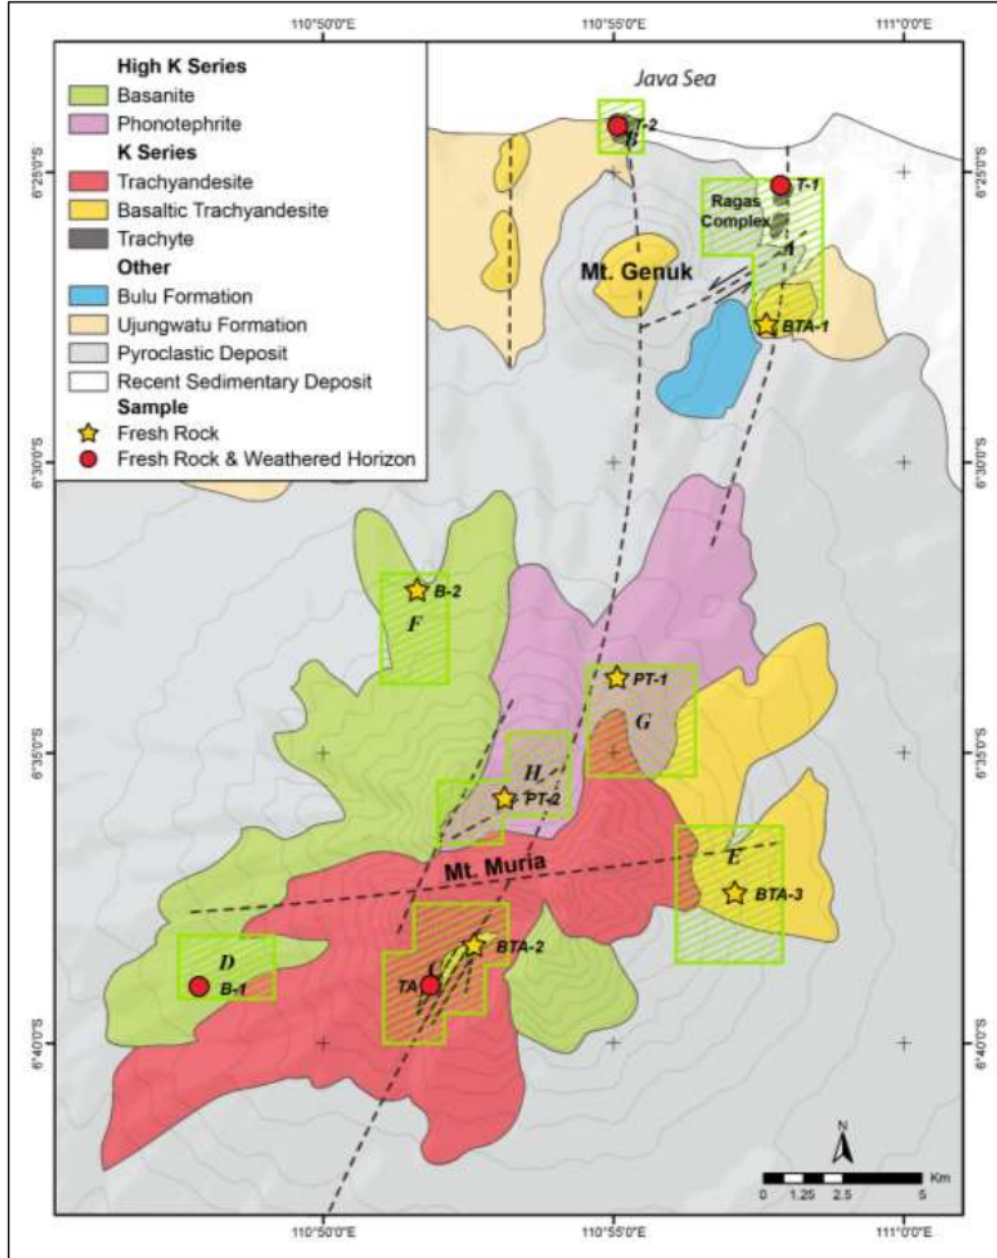 110°50'0"E
110°55'0"E
111°0'0"E
High K Series
Basanite
Phonotephrite
K Series
Trachyandesite
Basaltic Trachyandesite
Trachyte
Other
Bulu Formation
Ujungwatu Formation
Pyroclastic Deposit
Recent Sedimentary Deposit
Sample
Fresh Rock
Fresh Rock & Weathered Horizon
Java Sea
T-2
B
6°25'0"S
6°25'0"S
T-1
Ragas
Complex
A
Mt. Genuk
BTA-1
6°30'0"S
6°30'0"S
B-2
F
PT-1
G
6°35'0"S
6°35'0"S
H
PT-2
Mt. Muria
E
BTA-3
BTA-2
D
C
TA
B-1
6°40'0"S
6°40'0"S
N
Km
0 1.25 2.5 5
110°50'0"E
110°55'0"E
111°0'0"E